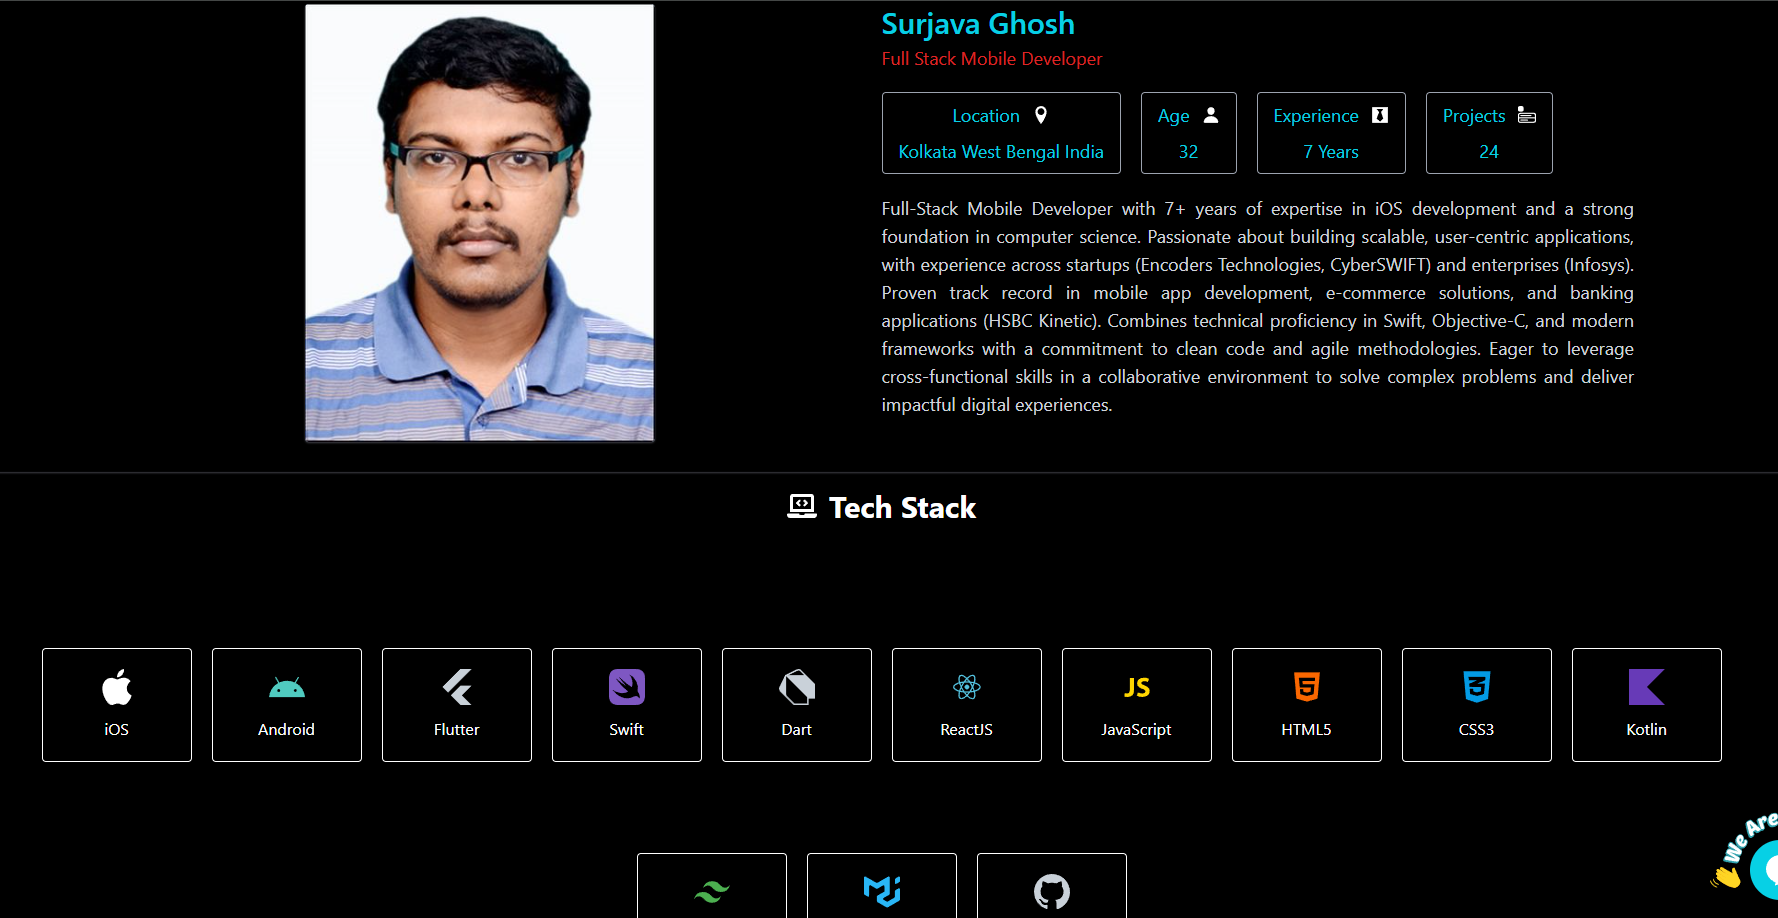 Surjava Ghosh
Full Stack Mobile Developer
Location
Kolkata West Bengal India
Age
32
Experience
7 Years
Projects
24
Full-Stack Mobile Developer with 7+ years of expertise in iOS development and a strong
foundation in computer science. Passionate about building scalable, user-centric applications,
with experience across startups (Encoders Technologies, CyberSWIFT) and enterprises (Infosys).
Proven track record in mobile app development, e-commerce solutions, and banking
applications (HSBC Kinetic). Combines technical proficiency in Swift, Objective-C, and modern
frameworks with a commitment to clean code and agile methodologies. Eager to leverage
cross-functional skills in a collaborative environment to solve complex problems and deliver
impactful digital experiences.
Tech Stack
iOS
Android
Flutter
Swift
Dart
JS
ReactJS
JavaScript
HTML5
CSS3
Kotlin
We Are